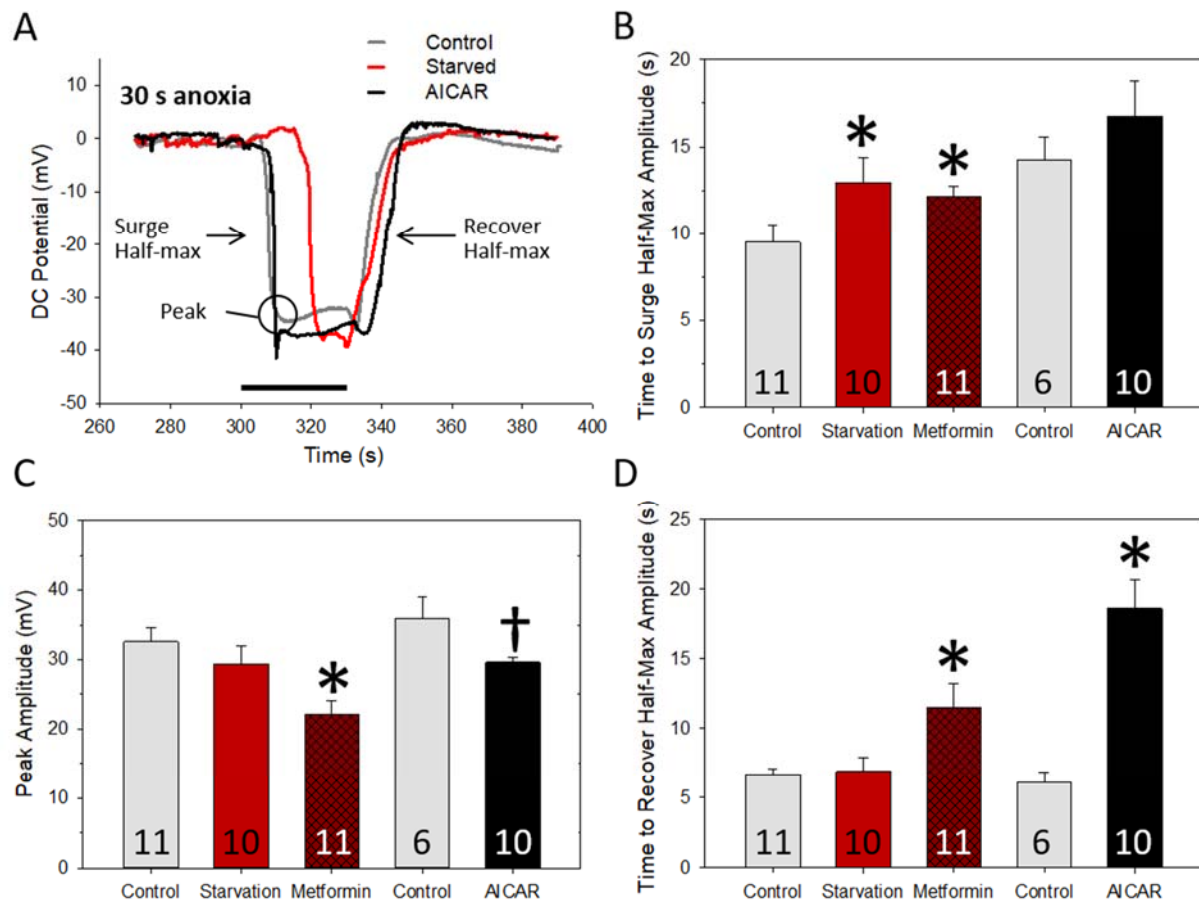 A
Control
Starved
AICAR
30 s anoxia
10
0
-10
-20
-30
-40
-50
DC Potential (mV)
Surge
Half-max
Recover
Half-max
Peak
260 280 300 320 340 360 380 400
Time (s)
B
20
15
10
5
0
Time to Surge Half-Max Amplitude (s)
* *
11 10 11 6 10
Control Starvation Metformin Control AICAR
C
50
40
30
20
10
0
Peak Amplitude (mV)
* †
11 10 11 6 10
Control Starvation Metformin Control AICAR
D
25
20
15
10
5
0
Time to Recover Half-Max Amplitude (s)
* *
11 10 11 6 10
Control Starvation Metformin Control AICAR